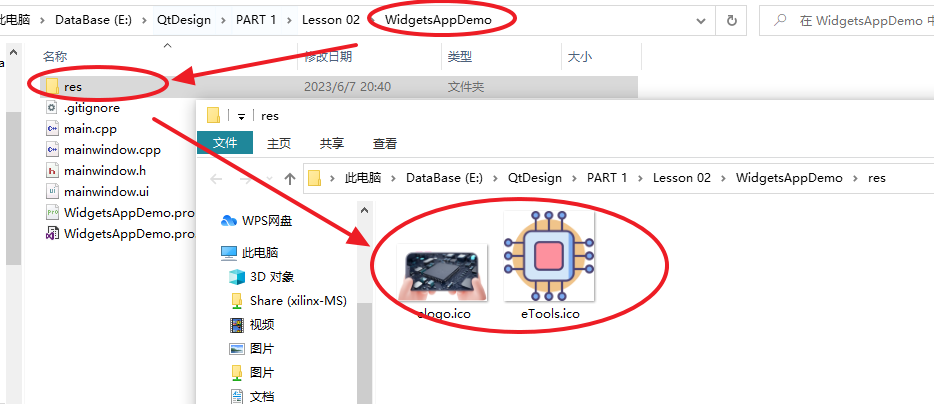 此电脑 › DataBase (E:) › QtDesign › PART 1 › Lesson 02 › WidgetsAppDemo
在 WidgetsAppDemo 中
名称 修改日期 类型 大小
res 2023/6/7 20:40 文件夹
.gitignore
main.cpp
mainwindow.cpp
mainwindow.h
mainwindow.ui
WidgetsAppDemo.pro
WidgetsAppDemo.pro
res
文件 主页 共享 查看
此电脑 › DataBase (E:) › QtDesign › PART 1 › Lesson 02 › WidgetsAppDemo › res
WPS网盘
此电脑
3D 对象
Share (xilinx-MS)
视频
图片
图片
文档
elogo.ico eTools.ico